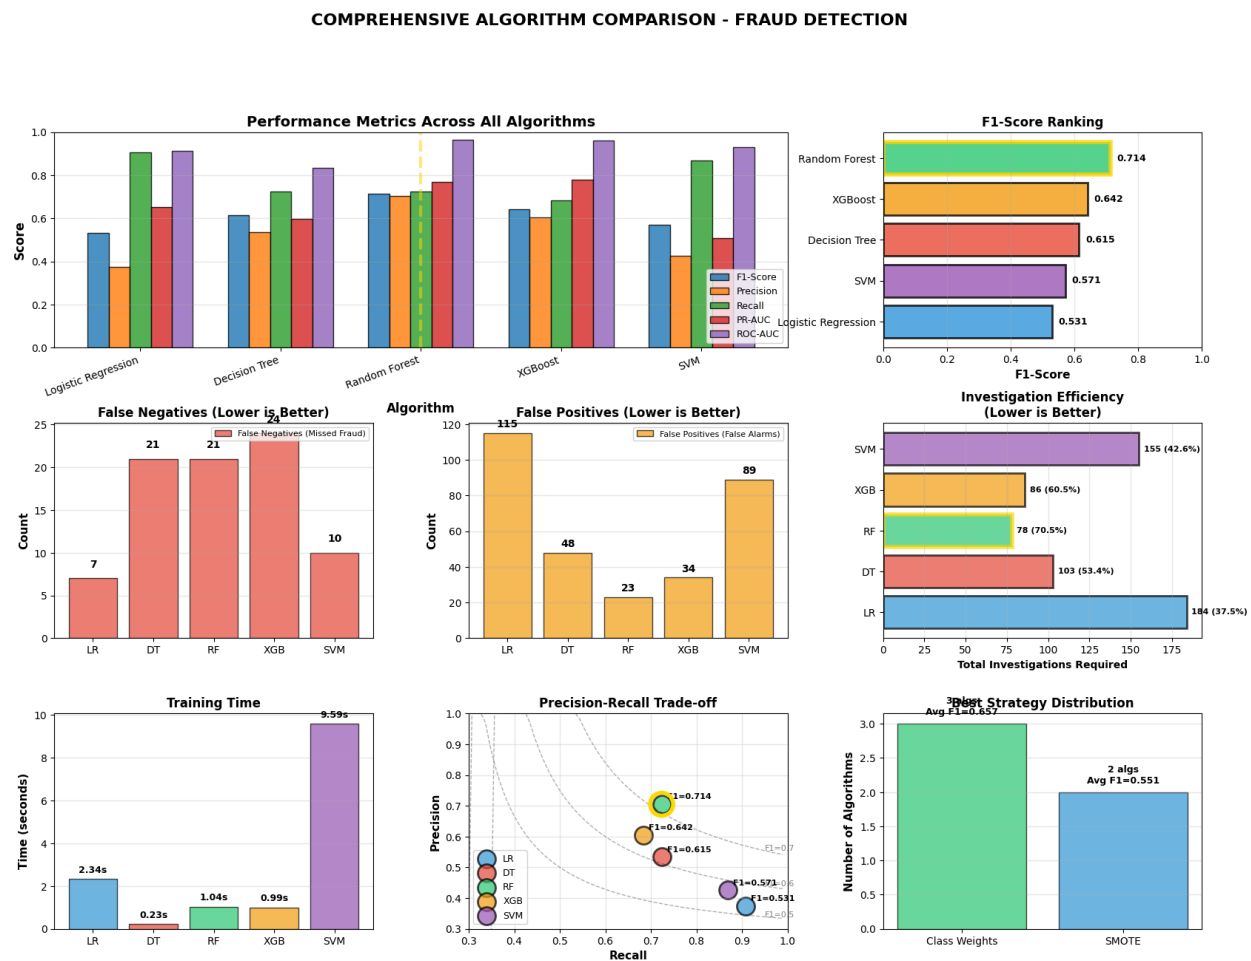 COMPREHENSIVE ALGORITHM COMPARISON - FRAUD DETECTION
Performance Metrics Across All Algorithms
Score
1.0
0.8
0.6
0.4
0.2
0.0
F1-Score
Precision
Recall
PR-AUC
ROC-AUC
Logistic Regression
Decision Tree
Random Forest
XGBoost
SVM
Algorithm
F1-Score Ranking
Random Forest
XGBoost
Decision Tree
SVM
Logistic Regression
0.714
0.642
0.615
0.571
0.531
0.0 0.2 0.4 0.6 0.8 1.0
F1-Score
False Negatives (Lower is Better)
False Negatives (Missed Fraud)
Count
25
20
15
10
5
0
7
21
21
24
10
LR DT RF XGB SVM
False Positives (Lower is Better)
False Positives (False Alarms)
Count
120
100
80
60
40
20
0
115
48
23
34
89
LR DT RF XGB SVM
Investigation Efficiency
(Lower is Better)
SVM
XGB
RF
DT
LR
155 (42.6%)
86 (60.5%)
78 (70.5%)
103 (53.4%)
184 (37.5%)
0 25 50 75 100 125 150 175
Total Investigations Required
Training Time
Time (seconds)
10
8
6
4
2
0
2.34s
0.23s
1.04s
0.99s
9.59s
LR DT RF XGB SVM
Precision-Recall Trade-off
Precision
1.0
0.9
0.8
0.7
0.6
0.5
0.4
0.3
F1=0.714
F1=0.642
F1=0.615
F1=0.571
F1=0.531
F1=0.7
F1=0.6
F1=0.5
LR
DT
RF
XGB
SVM
0.3 0.4 0.5 0.6 0.7 0.8 0.9 1.0
Recall
Best Strategy Distribution
3 algs
Avg F1=0.657
2 algs
Avg F1=0.551
Number of Algorithms
3.0
2.5
2.0
1.5
1.0
0.5
0.0
Class Weights
SMOTE